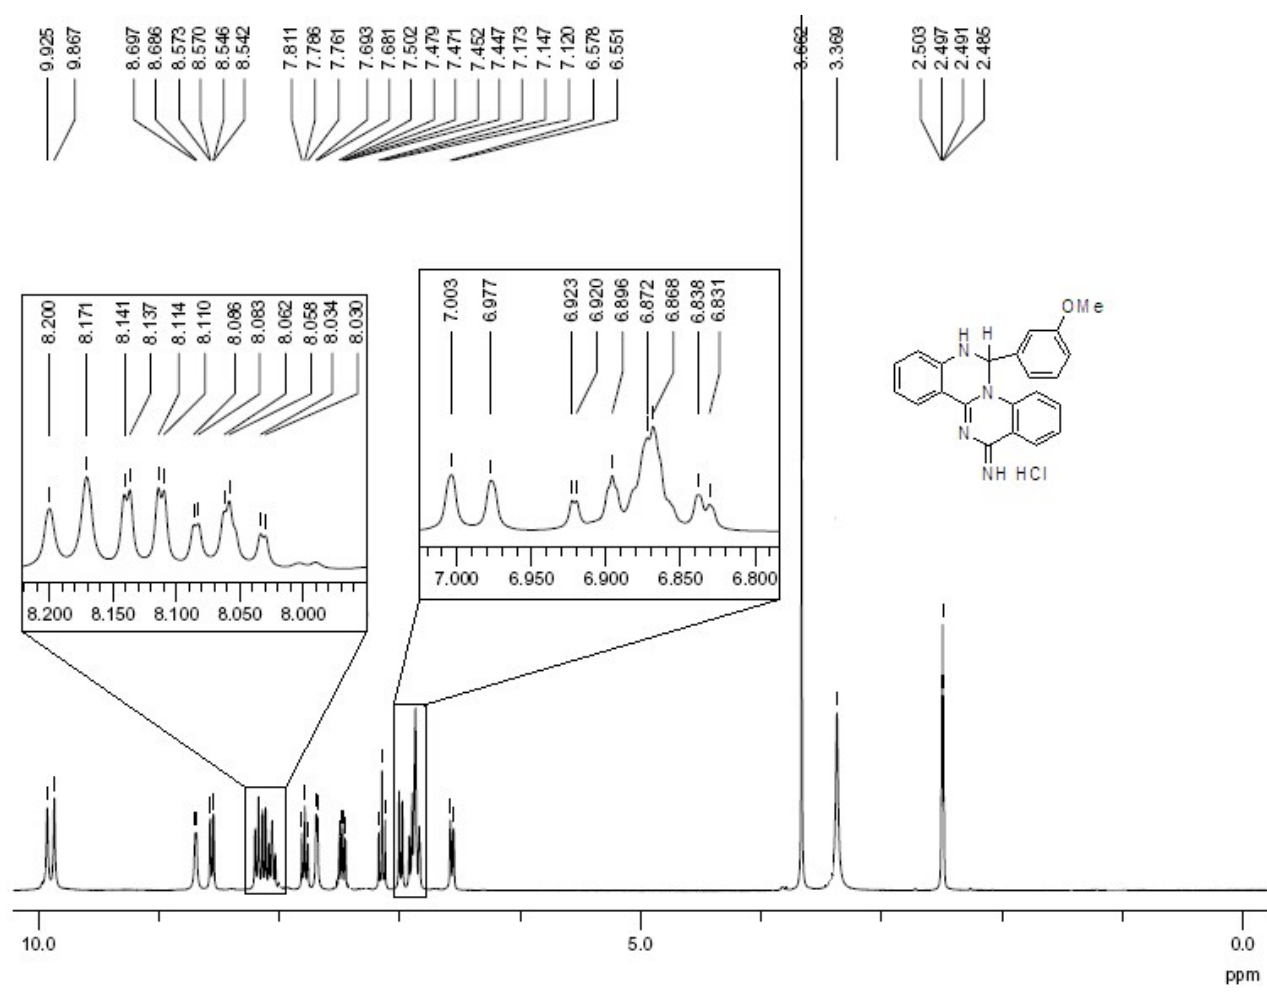 9.925 9.867 8.697 8.686 8.573 8.570 8.546 8.542 7.811 7.786 7.761 7.693 7.681 7.502 7.479 7.471 7.452 7.447 7.173 7.147 7.120 6.578 6.551 3.662 3.369 2.503 2.497 2.491 2.485
8.200 8.171 8.141 8.137 8.114 8.110 8.086 8.083 8.062 8.058 8.034 8.030
8.200 8.150 8.100 8.050 8.000
7.003 6.977 6.923 6.920 6.896 6.872 6.868 6.838 6.831
7.000 6.950 6.900 6.850 6.800
OMe
H H
N
N
N
NH HCl
10.0 5.0 0.0
ppm